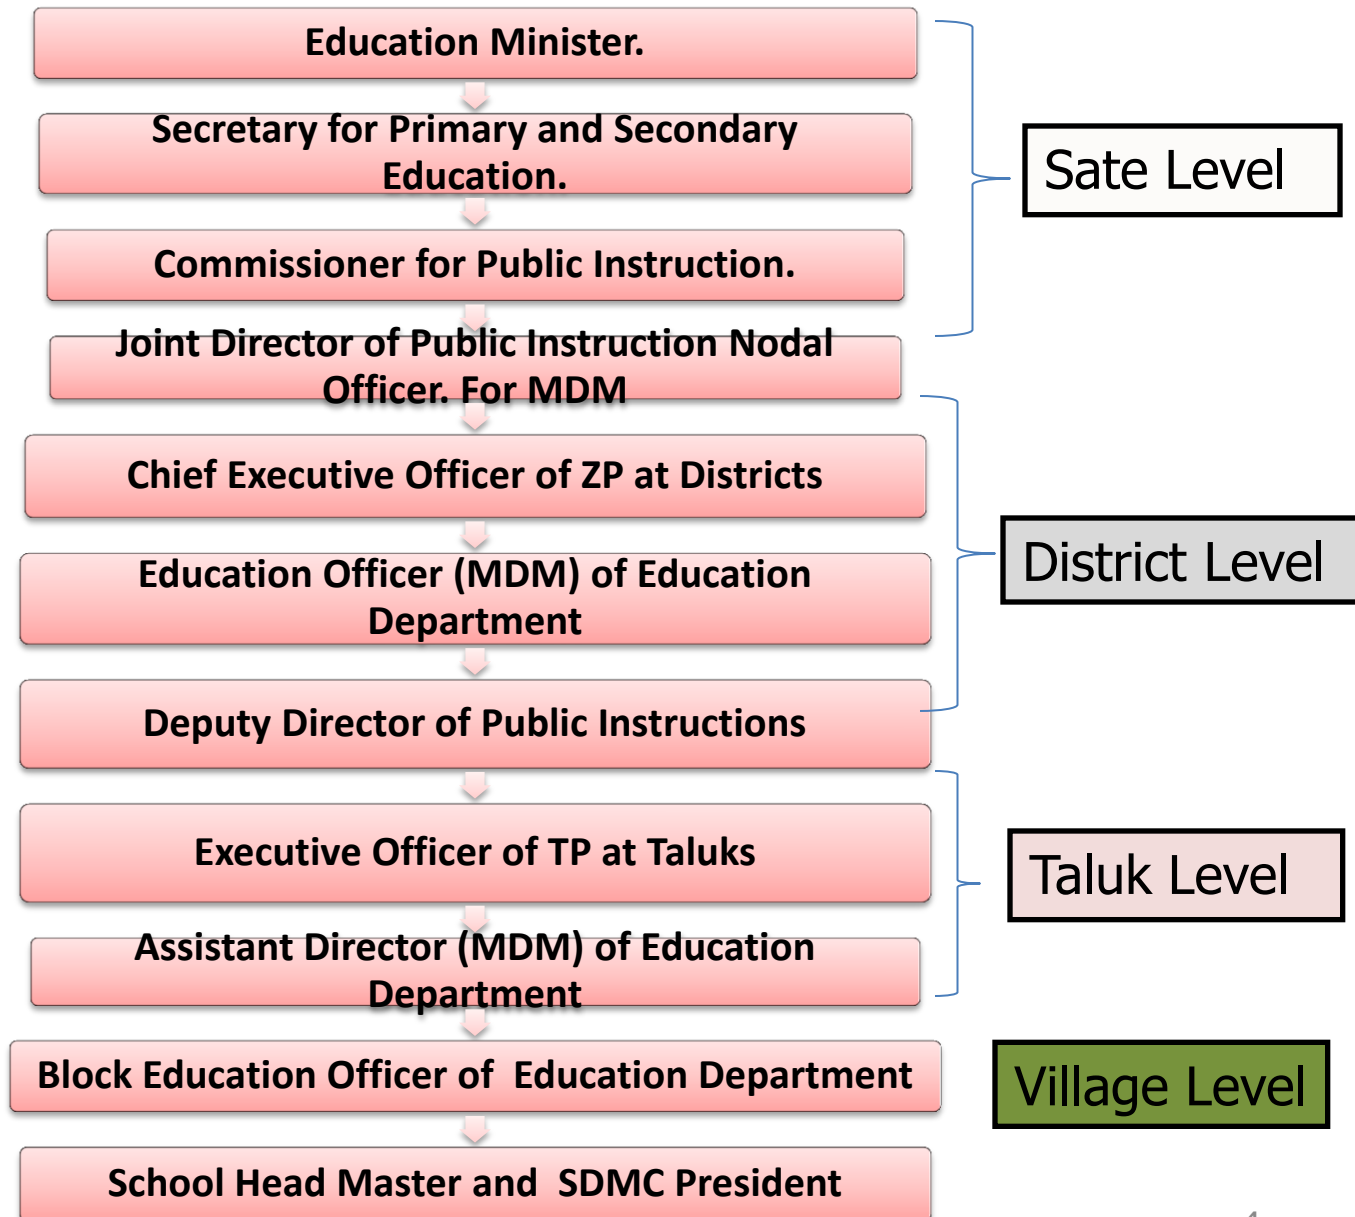 Education Minister.
Secretary for Primary and Secondary
Education.
Commissioner for Public Instruction.
Joint Director of Public Instruction Nodal
Officer. For MDM
Sate Level
Chief Executive Officer of ZP at Districts
Education Officer (MDM) of Education
Department
Deputy Director of Public Instructions
District Level
Executive Officer of TP at Taluks
Assistant Director (MDM) of Education
Department
Taluk Level
Block Education Officer of Education Department
Village Level
School Head Master and SDMC President